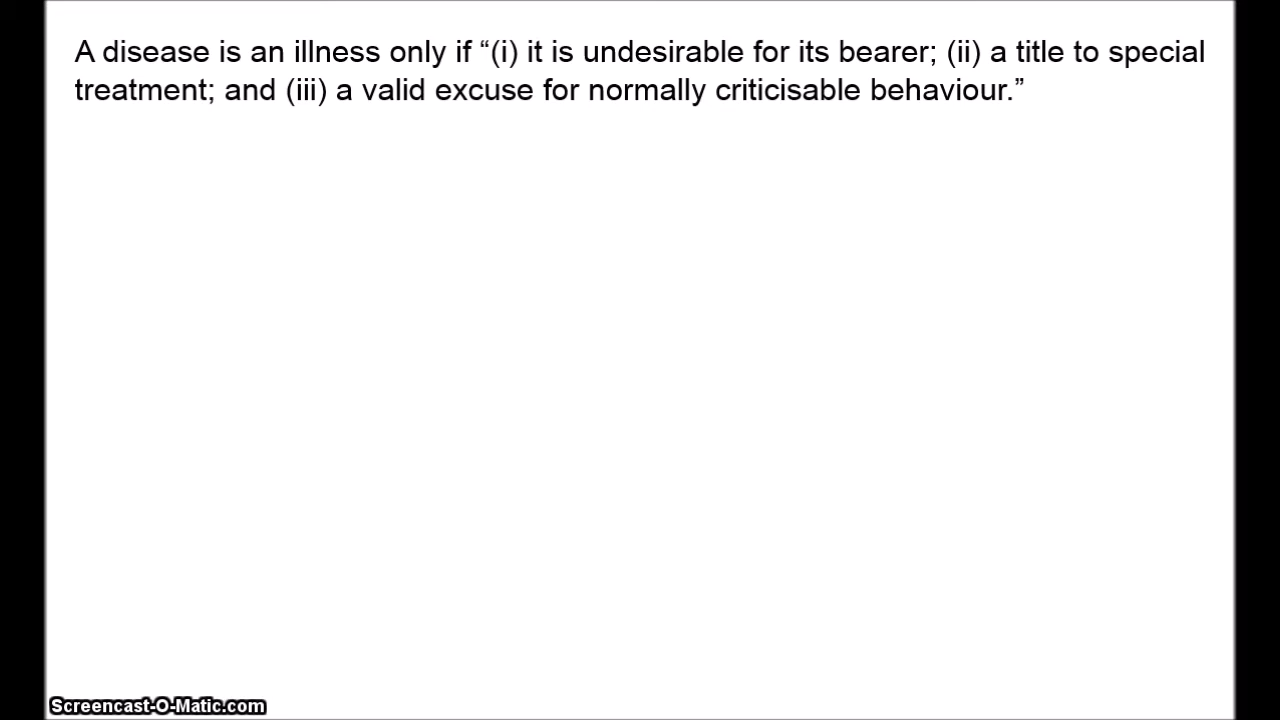 A disease is an illness only if “(i) it is undesirable for its bearer; (ii) a title to special
treatment; and (iii) a valid excuse for normally criticisable behaviour.”
Screencast-O-Matic.com